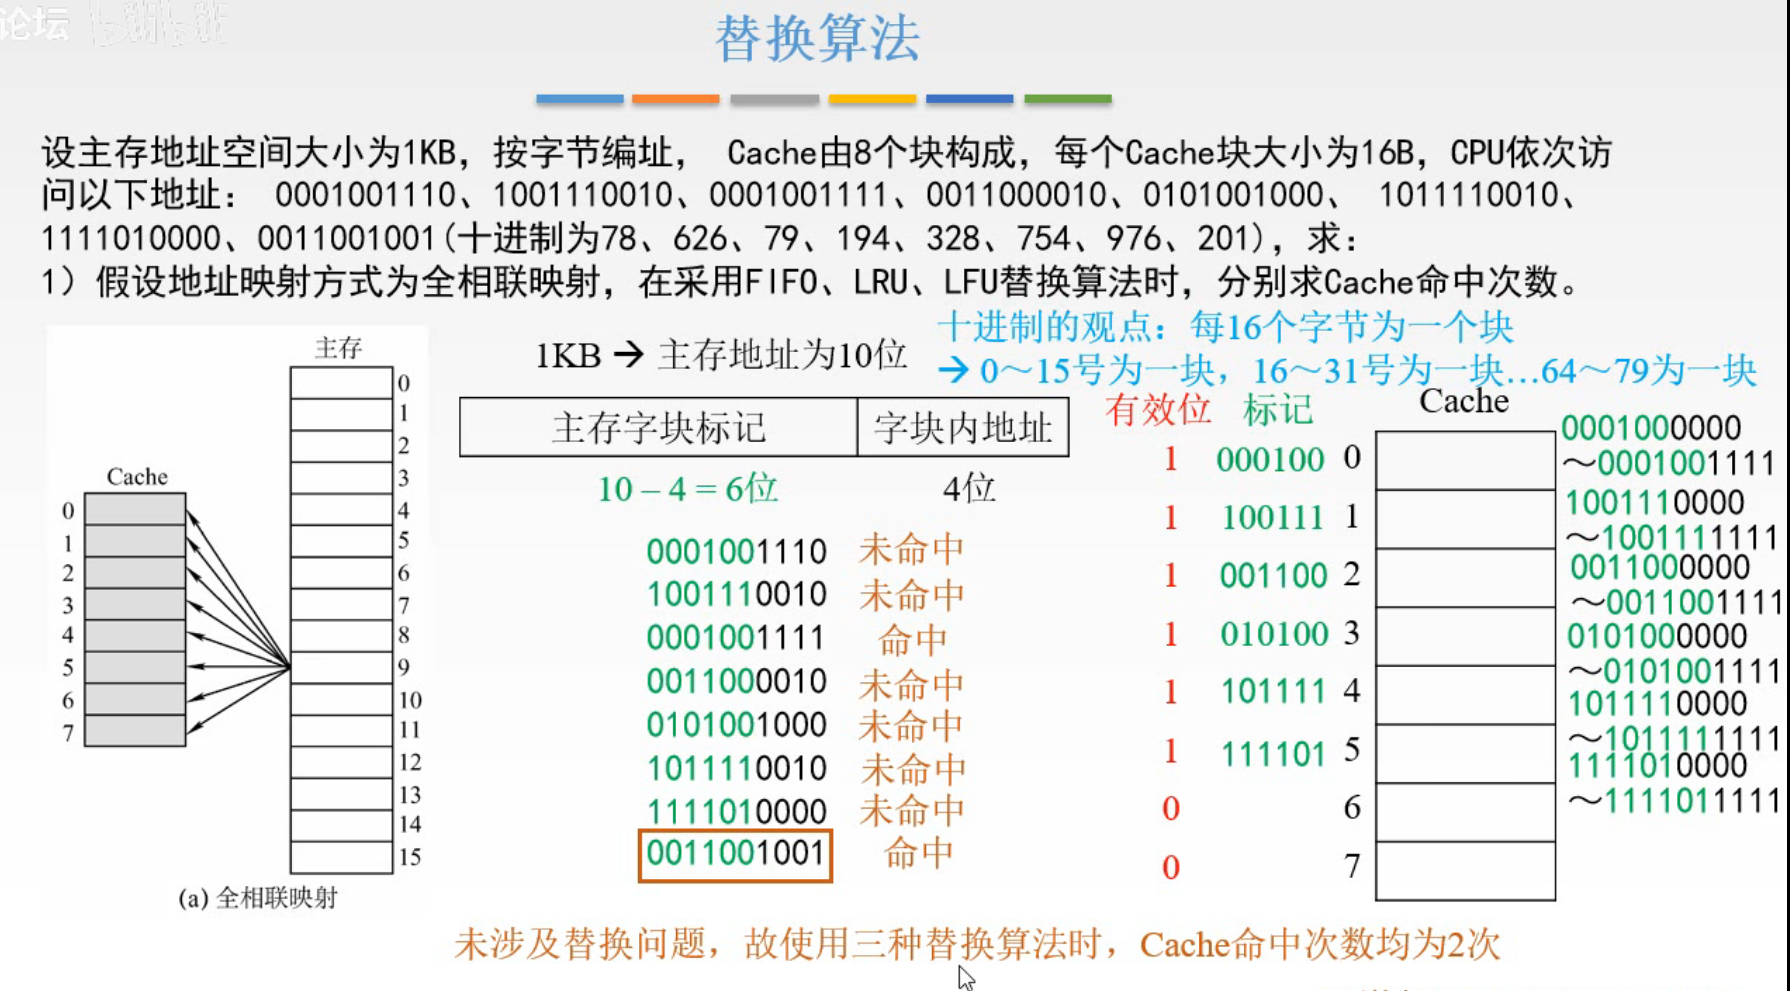 论坛 bilibili
替换算法
设主存地址空间大小为1KB，按字节编址， Cache由8个块构成，每个Cache块大小为16B，CPU依次访
问以下地址： 0001001110、1001110010、0001001111、0011000010、0101001000、 1011110010、
1111010000、0011001001(十进制为78、626、79、194、328、754、976、201)，求：
1）假设地址映射方式为全相联映射，在采用FIFO、LRU、LFU替换算法时，分别求Cache命中次数。
十进制的观点：每16个字节为一个块
→ 0～15号为一块，16～31号为一块…64～79为一块
1KB → 主存地址为10位
主存字块标记 字块内地址
10 – 4 = 6位 4位
主存
0
1
2
3
4
5
6
7
8
9
10
11
12
13
14
15
Cache
0
1
2
3
4
5
6
7
(a) 全相联映射
0001001110 未命中
1001110010 未命中
0001001111 命中
0011000010 未命中
0101001000 未命中
1011110010 未命中
1111010000 未命中
0011001001 命中
有效位 标记 Cache
1 000100 0
1 100111 1
1 001100 2
1 010100 3
1 101111 4
1 111101 5
0 6
0 7
0001000000
～0001001111
1001110000
～1001111111
0011000000
～0011001111
0101000000
～0101001111
1011110000
～1011111111
1111010000
～1111011111
未涉及替换问题，故使用三种替换算法时，Cache命中次数均为2次